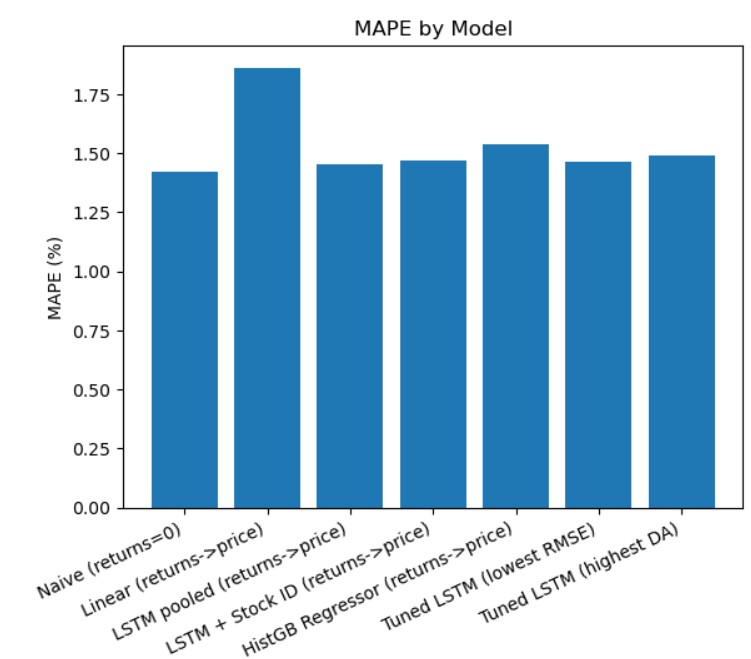 MAPE by Model
MAPE (%)
1.75
1.50
1.25
1.00
0.75
0.50
0.25
0.00
Naive (returns=0)
Linear (returns->price)
LSTM pooled (returns->price)
LSTM + Stock ID (returns->price)
HistGB Regressor (returns->price)
Tuned LSTM (lowest RMSE)
Tuned LSTM (highest DA)